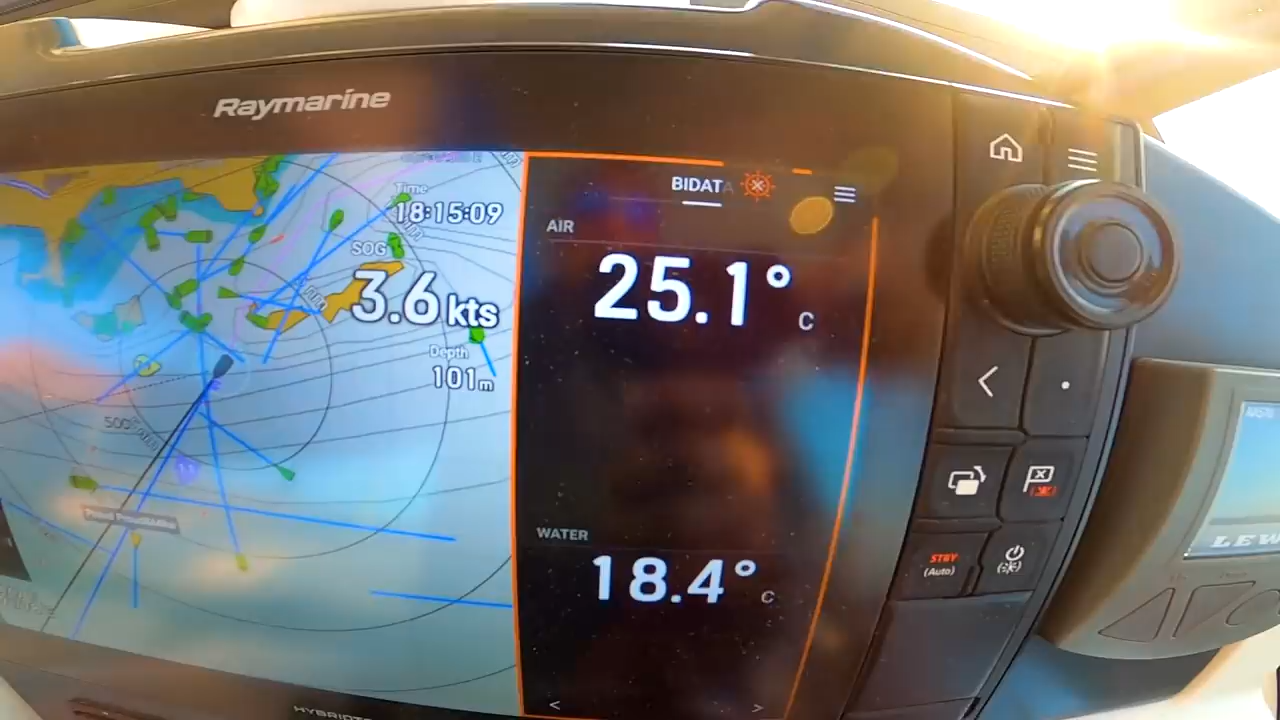 Raymarine
Time
18:15:09
SOG
3.6 kts
Depth
101m
BIDATA
AIR
25.1° C
WATER
18.4° C
STBY
(Auto)
LEW